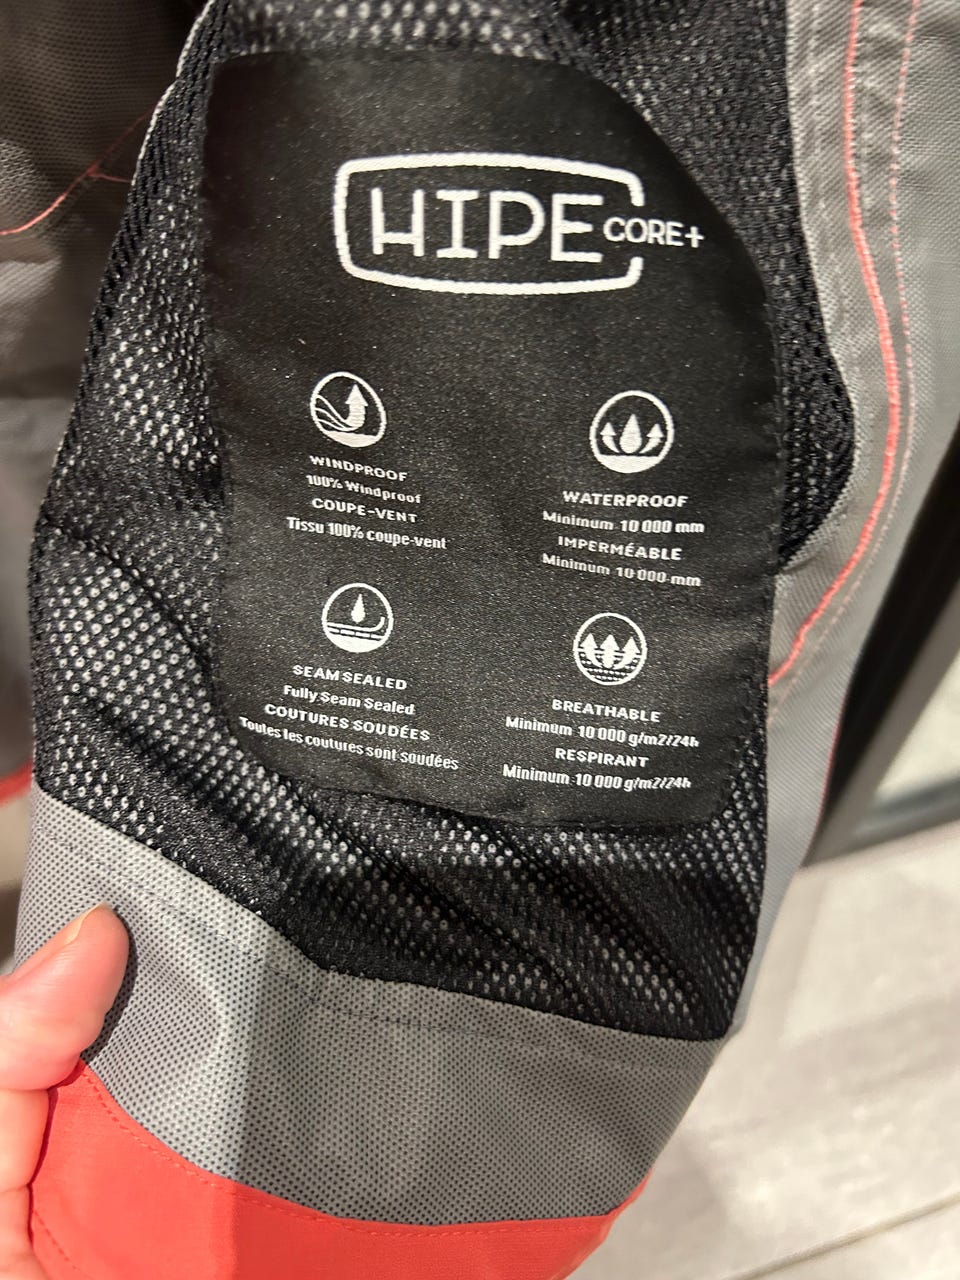 HIPE CORE+
WINDPROOF
100% Windproof
COUPE-VENT
Tissu 100% coupe-vent
WATERPROOF
Minimum 10 000 mm
IMPERMÉABLE
Minimum 10 000 mm
SEAM SEALED
Fully Seam Sealed
COUTURES SOUDÉES
Toutes les coutures sont soudées
BREATHABLE
Minimum 10 000 g/m2/24h
RESPIRANT
Minimum 10 000 g/m2/24h